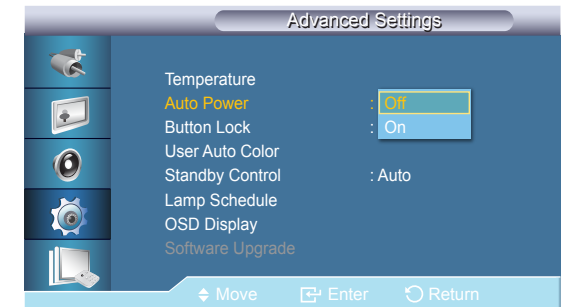 Advanced Settings
Temperature
Auto Power : Off
Button Lock : On
User Auto Color
Standby Control : Auto
Lamp Schedule
OSD Display
Software Upgrade
Move Enter Return